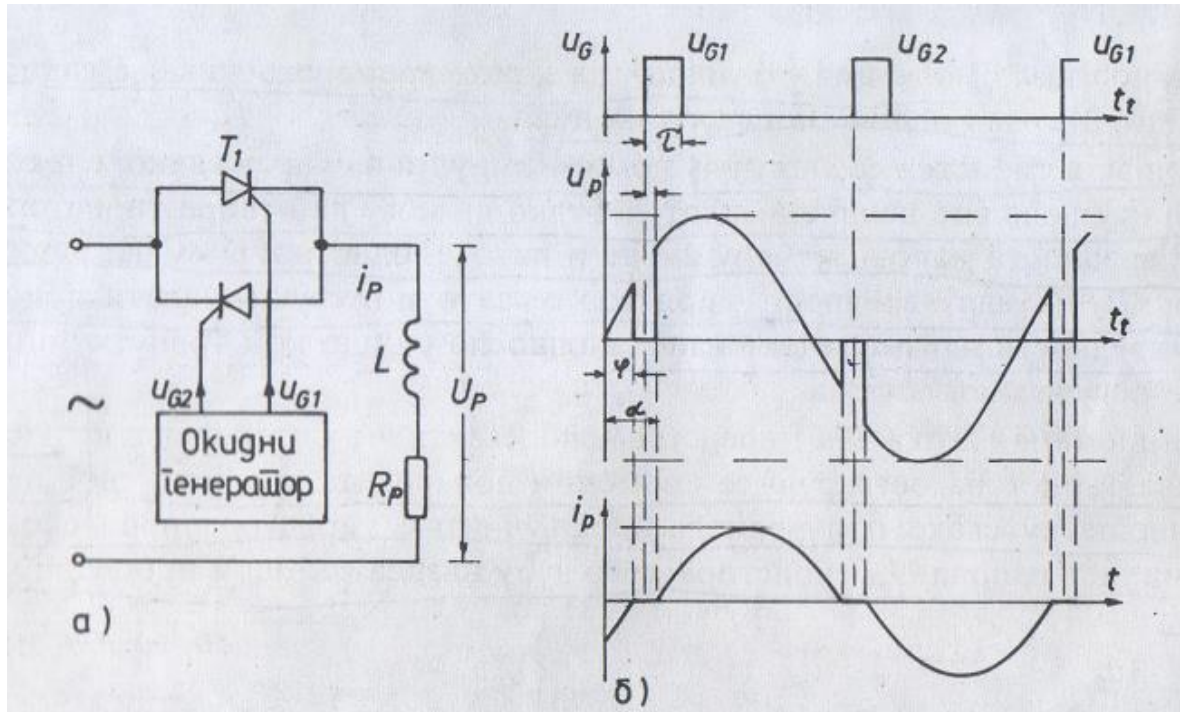 T1
iP
L
UP
RP
~
uG2
uG1
Окидни
генератор
а)
uG
uG1
uG2
uG1
tt
τ
uP
tt
φ
α
iP
t
б)